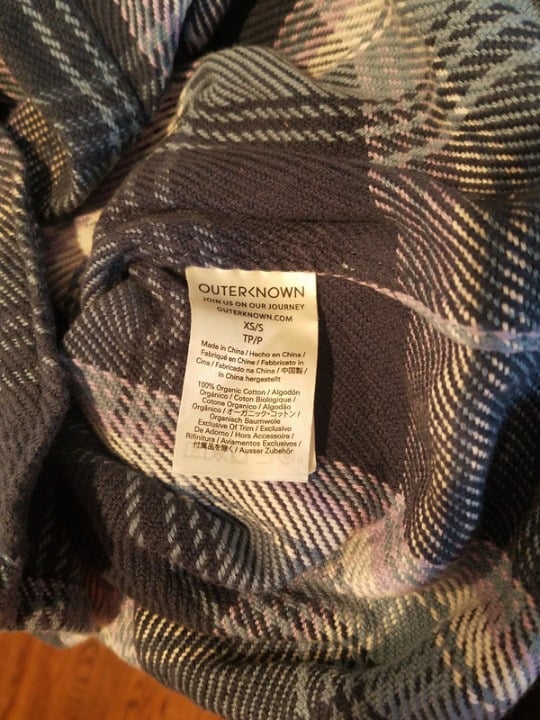 OUTERKNOWN
JOIN US ON OUR JOURNEY
OUTERKNOWN.COM
XS/S
TP/P
Made in China / Hecho en China /
Fabriqué en Chine / Fabbricato in
Cina / Fabricado na China / 中国製 /
in China hergestellt
100% Organic Cotton / Algodón
Orgánico / Coton Biologique /
Cotone Organico / Algodão
Orgânico / オーガニック・コットン /
Organisch Baumwolle
Exclusive Of Trim / Exclusivo
De Adorno / Hors Accessoira /
Rifinitura / Aviamentos Exclusivos /
付属品を除く / Ausser Zubehör